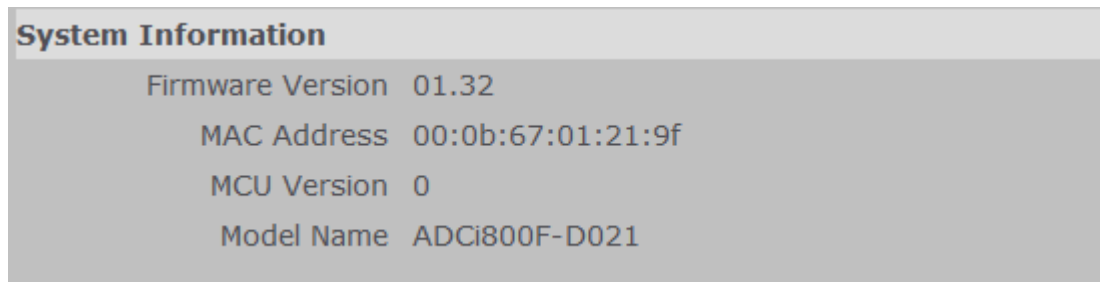 System Information
Firmware Version 01.32
MAC Address 00:0b:67:01:21:9f
MCU Version 0
Model Name ADCi800F-D021